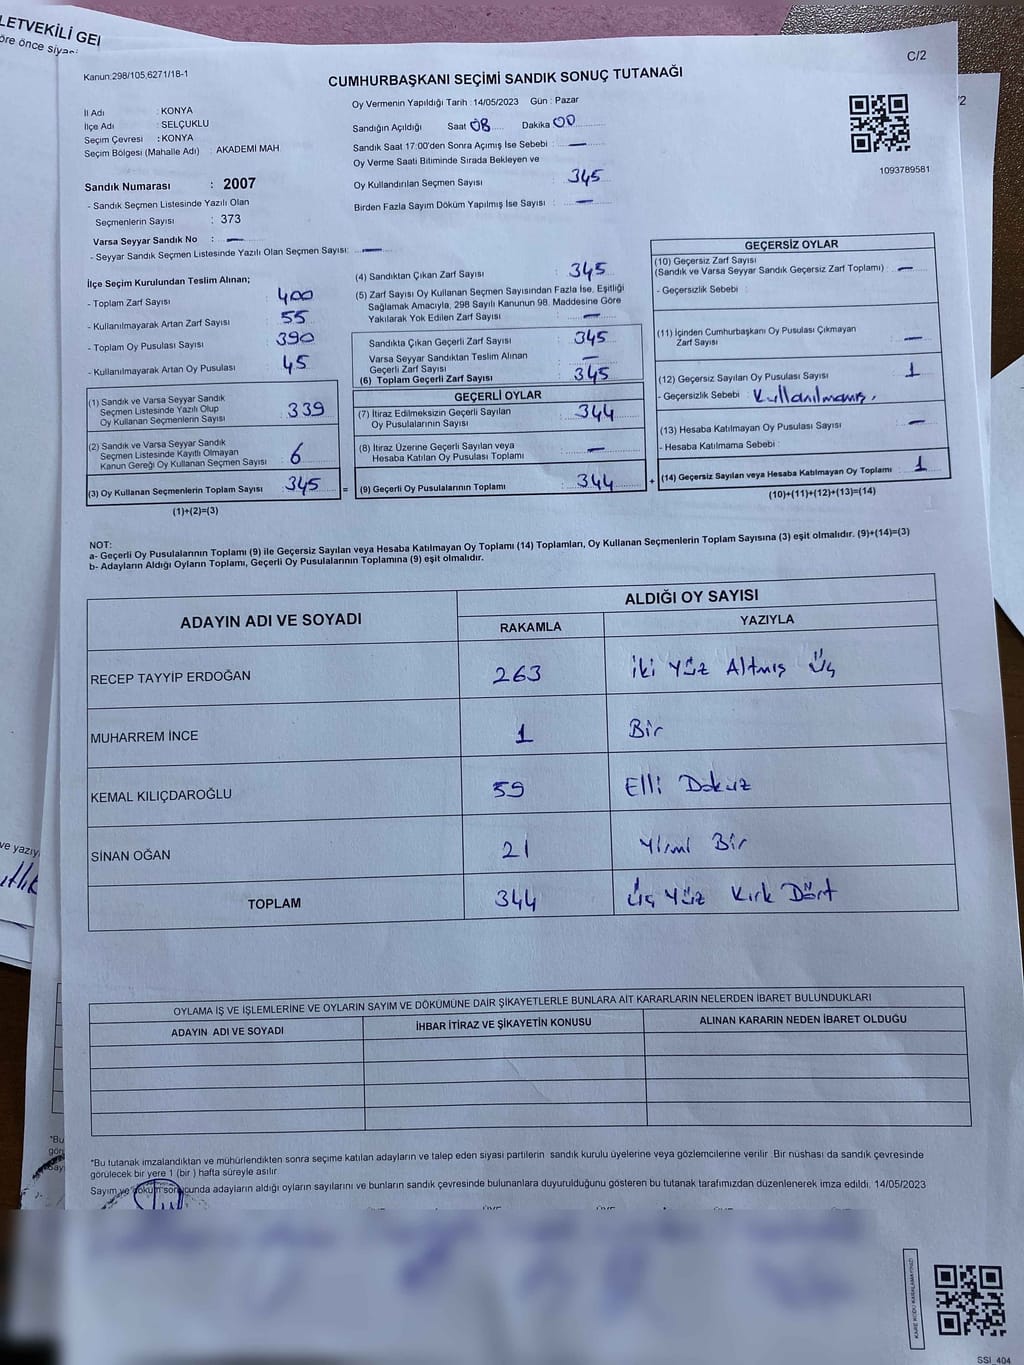 LETVEKİLİ GE
öre önce siyasi
C/2
Kanun:298/105,6271/18-1
CUMHURBAŞKANI SEÇİMİ SANDIK SONUÇ TUTANAĞI
İl Adı : KONYA
İlçe Adı : SELÇUKLU
Seçim Çevresi : KONYA
Seçim Bölgesi (Mahalle Adı) : AKADEMİ MAH
Sandık Numarası : 2007
- Sandık Seçmen Listesinde Yazılı Olan
Seçmenlerin Sayısı : 373
Varsa Seyyar Sandık No : —
- Seyyar Sandık Seçmen Listesinde Yazılı Olan Seçmen Sayısı: —
Oy Vermenin Yapıldığı Tarih : 14/05/2023 Gün : Pazar
Sandığın Açıldığı Saat 08 Dakika 00
Sandık Saat 17:00'den Sonra Açımış İse Sebebi : —
Oy Verme Saati Bitiminde Sırada Bekleyen ve
Oy Kullandırılan Seçmen Sayısı : 345
Birden Fazla Sayım Döküm Yapılmış İse Sayısı : —
1093789581
/2
İlçe Seçim Kurulundan Teslim Alınan;
- Toplam Zarf Sayısı : 400
- Kullanılmayarak Artan Zarf Sayısı : 55
- Toplam Oy Pusulası Sayısı : 390
- Kullanılmayarak Artan Oy Pusulası : 45
(1) Sandık ve Varsa Seyyar Sandık
Seçmen Listesinde Yazılı Olup
Oy Kullanan Seçmenlerin Sayısı : 339
(2) Sandık ve Varsa Seyyar Sandık
Seçmen Listesinde Kayıtlı Olmayan
Kanun Gereği Oy Kullanan Seçmen Sayısı : 6
(3) Oy Kullanan Seçmenlerin Toplam Sayısı : 345
(1)+(2)=(3)
(4) Sandıktan Çıkan Zarf Sayısı : 345
(5) Zarf Sayısı Oy Kullanan Seçmen Sayısından Fazla İse, Eşitliği
Sağlamak Amacıyla, 298 Sayılı Kanunun 98. Maddesine Göre
Yakılarak Yok Edilen Zarf Sayısı : —
Sandıkta Çıkan Geçerli Zarf Sayısı : 345
Varsa Seyyar Sandıktan Teslim Alınan
Geçerli Zarf Sayısı : —
(6) Toplam Geçerli Zarf Sayısı : 345
GEÇERLİ OYLAR
(7) İtiraz Edilmeksizin Geçerli Sayılan
Oy Pusulalarının Sayısı : 344
(8) İtiraz Üzerine Geçerli Sayılan veya
Hesaba Katılan Oy Pusulası Toplamı : —
= (9) Geçerli Oy Pusulalarının Toplamı : 344 +
GEÇERSİZ OYLAR
(10) Geçersiz Zarf Sayısı
(Sandık ve Varsa Seyyar Sandık Geçersiz Zarf Toplamı) : —
- Geçersizlik Sebebi :
(11) İçinden Cumhurbaşkanı Oy Pusulası Çıkmayan
Zarf Sayısı : —
(12) Geçersiz Sayılan Oy Pusulası Sayısı : 1
- Geçersizlik Sebebi : Kullanılmamış.
(13) Hesaba Katılmayan Oy Pusulası Sayısı : —
- Hesaba Katılmama Sebebi :
(14) Geçersiz Sayılan veya Hesaba Katılmayan Oy Toplamı : 1
(10)+(11)+(12)+(13)=(14)
NOT:
a- Geçerli Oy Pusulalarının Toplamı (9) ile Geçersiz Sayılan veya Hesaba Katılmayan Oy Toplamı (14) Toplamları, Oy Kullanan Seçmenlerin Toplam Sayısına (3) eşit olmalıdır. (9)+(14)=(3)
b- Adayların Aldığı Oyların Toplamı, Geçerli Oy Pusulalarının Toplamına (9) eşit olmalıdır.
ADAYIN ADI VE SOYADI ALDIĞI OY SAYISI
RAKAMLA YAZIYLA
RECEP TAYYİP ERDOĞAN 263 İki Yüz Altmış Üç
MUHARREM İNCE 1 Bir
KEMAL KILIÇDAROĞLU 59 Elli Dokuz
SİNAN OĞAN 21 Yirmi Bir
TOPLAM 344 Üç Yüz Kırk Dört
ve yazıyl
OYLAMA İŞ VE İŞLEMLERİNE VE OYLARIN SAYIM VE DÖKÜMÜNE DAİR ŞİKAYETLERLE BUNLARA AİT KARARLARIN NELERDEN İBARET BULUNDUKLARI
ADAYIN ADI VE SOYADI İHBAR İTİRAZ VE ŞİKAYETİN KONUSU ALINAN KARARIN NEDEN İBARET OLDUĞU
*Bu
gör
Say
*Bu tutanak imzalandıktan ve mühürlendikten sonra seçime katılan adayların ve talep eden siyasi partilerin sandık kurulu üyelerine veya gözlemcilerine verilir. Bir nüshası da sandık çevresinde
görülecek bir yere 1 (bir ) hafta süreyle asılır.
Sayım ve döküm sonucunda adayların aldığı oyların sayılarını ve bunların sandık çevresinde bulunanlara duyurulduğunu gösteren bu tutanak tarafımızdan düzenlenerek imza edildi. 14/05/2023
KARE KODU KARALAMAYINIZ!
SSI_404